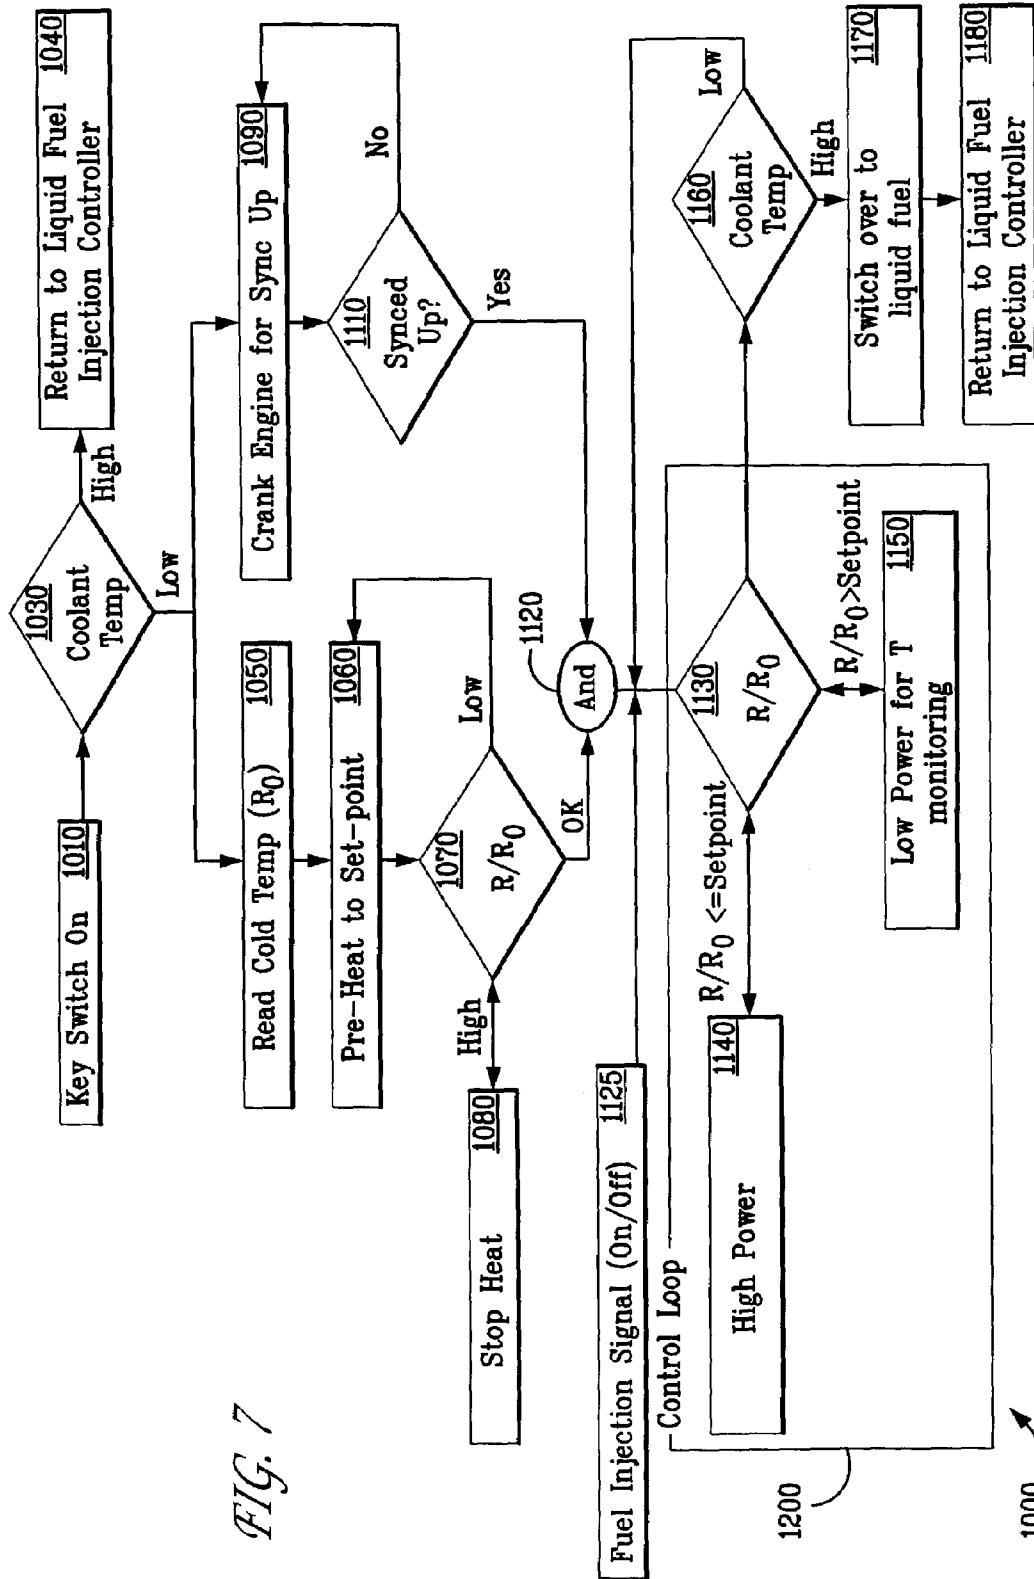 Key Switch On 1010
1030
Coolant
Temp
High
Return to Liquid Fuel 1040
Injection Controller
Low
Read Cold Temp (R0) 1050
Crank Engine for Sync Up 1090
Pre-Heat to Set-point 1060
1070
R/R0
Low
High
OK
Stop Heat 1080
1110
Synced
Up?
No
Yes
And
1120
Fuel Injection Signal (On/Off) 1125
Control Loop
1130
R/R0
R/R0 <=Setpoint
High Power 1140
R/R0>Setpoint
Low Power for T 1150
monitoring
1160
Coolant
Temp
Low
High
Switch over to 1170
liquid fuel
Return to Liquid Fuel 1180
Injection Controller
1200
1000
FIG. 7